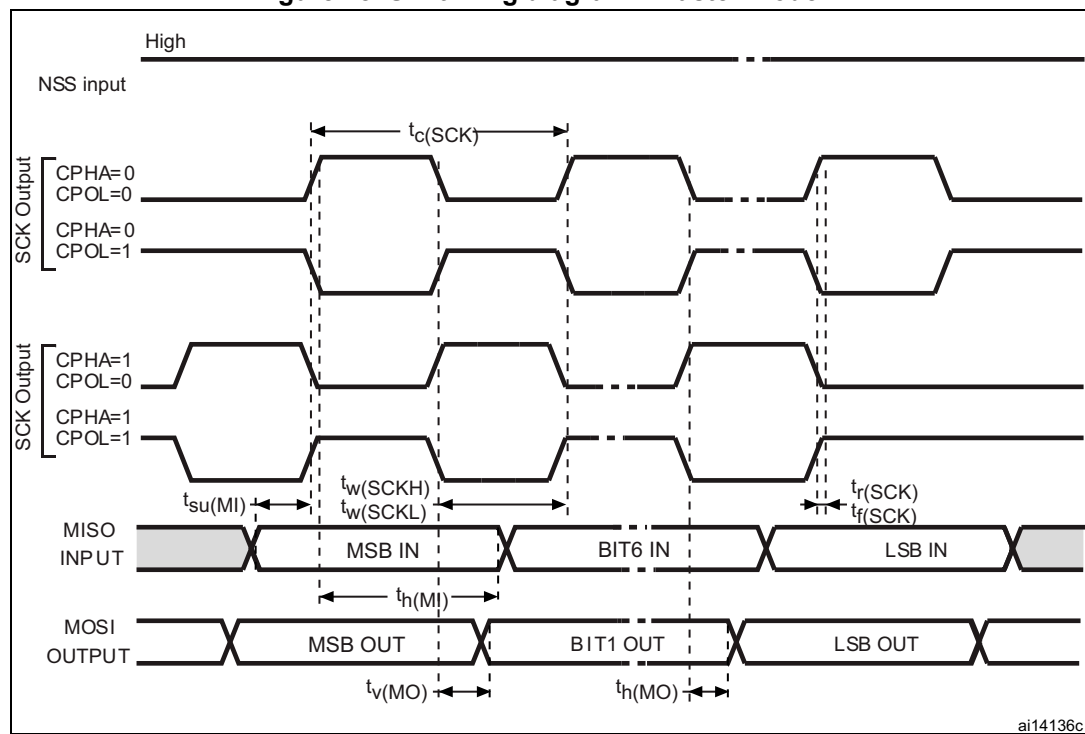 High
NSS input
tc(SCK)
SCK Output
CPHA=0
CPOL=0
CPHA=0
CPOL=1
SCK Output
CPHA=1
CPOL=0
CPHA=1
CPOL=1
tsu(MI)
tw(SCKH)
tw(SCKL)
tr(SCK)
tf(SCK)
MISO
INPUT
MSB IN
BIT6 IN
LSB IN
th(MI)
MOSI
OUTPUT
MSB OUT
BIT1 OUT
LSB OUT
tv(MO)
th(MO)
ai14136c